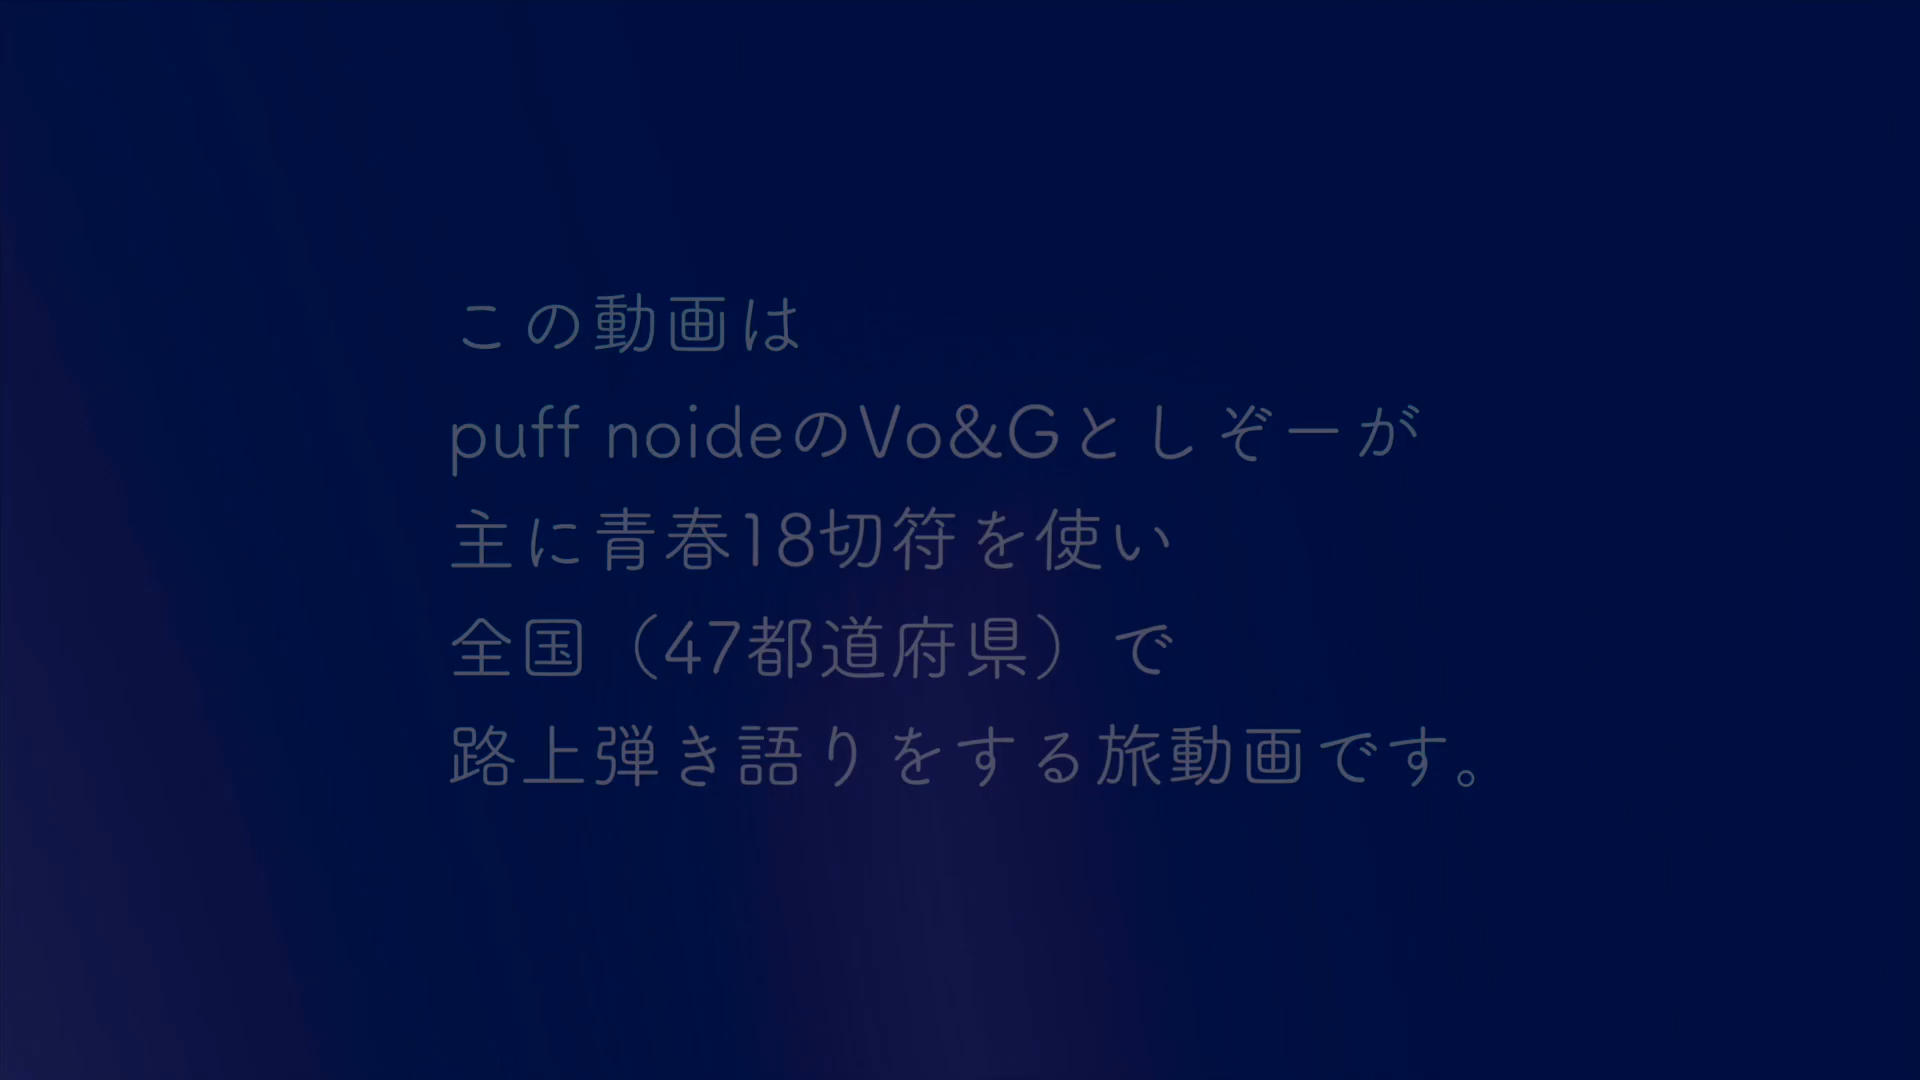 この動画は
puff noideのVo&Gとしぞーが
主に青春18切符を使い
全国（47都道府県）で
路上弾き語りをする旅動画です。